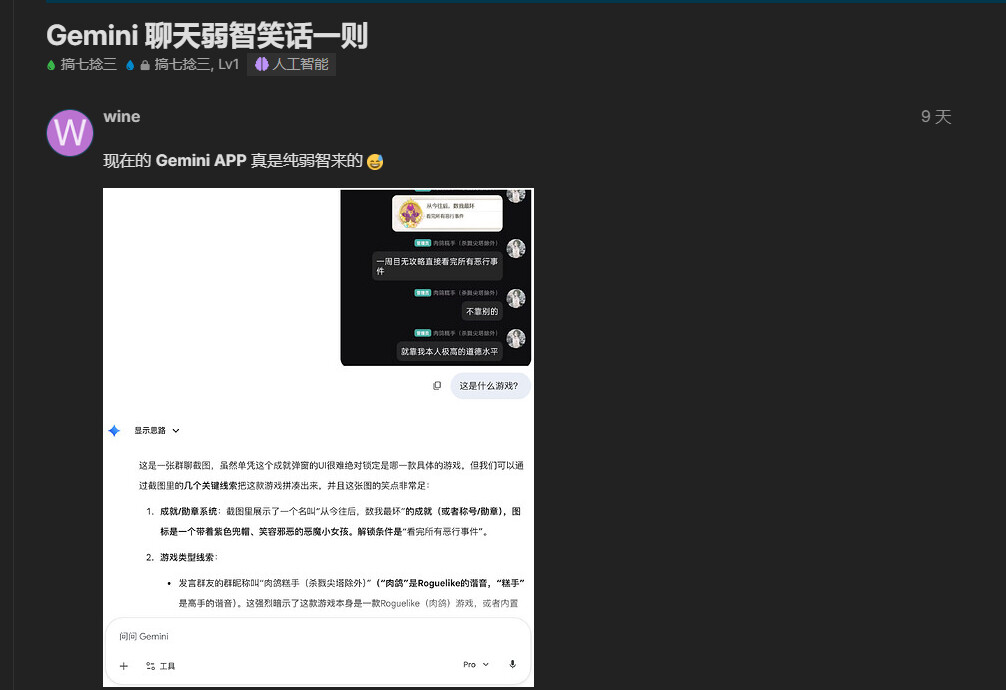 Gemini 聊天弱智笑话一则
搞七捻三 搞七捻三, Lv1 人工智能
W
wine
9 天
现在的 Gemini APP 真是纯弱智来的
从今往后，数我最坏
看完所有恶行事件
管理员 肉鸽糕手（杀戮尖塔除外）
一周目无攻略直接看完所有恶行事
件
管理员 肉鸽糕手（杀戮尖塔除外）
不靠别的
管理员 肉鸽糕手（杀戮尖塔除外）
就靠我本人极高的道德水平
这是什么游戏?
显示思路
这是一张群聊截图，虽然单凭这个成就弹窗的UI很难绝对锁定是哪一款具体的游戏，但我们可以通
过截图里的几个关键线索把这款游戏拼凑出来，并且这张图的笑点非常足：
1. 成就/勋章系统：截图里展示了一个名叫“从今往后，数我最坏”的成就（或者称号/勋章），图
标是一个带着紫色兜帽、笑容邪恶的恶魔小女孩。解锁条件是“看完所有恶行事件”。
2. 游戏类型线索：
• 发言群友的群昵称叫“肉鸽糕手（杀戮尖塔除外）”（“肉鸽”是Roguelike的谐音，“糕手”
是高手的谐音）。这强烈暗示了这款游戏本身是一款Roguelike（肉鸽）游戏，或者内置
问问 Gemini
工具
Pro